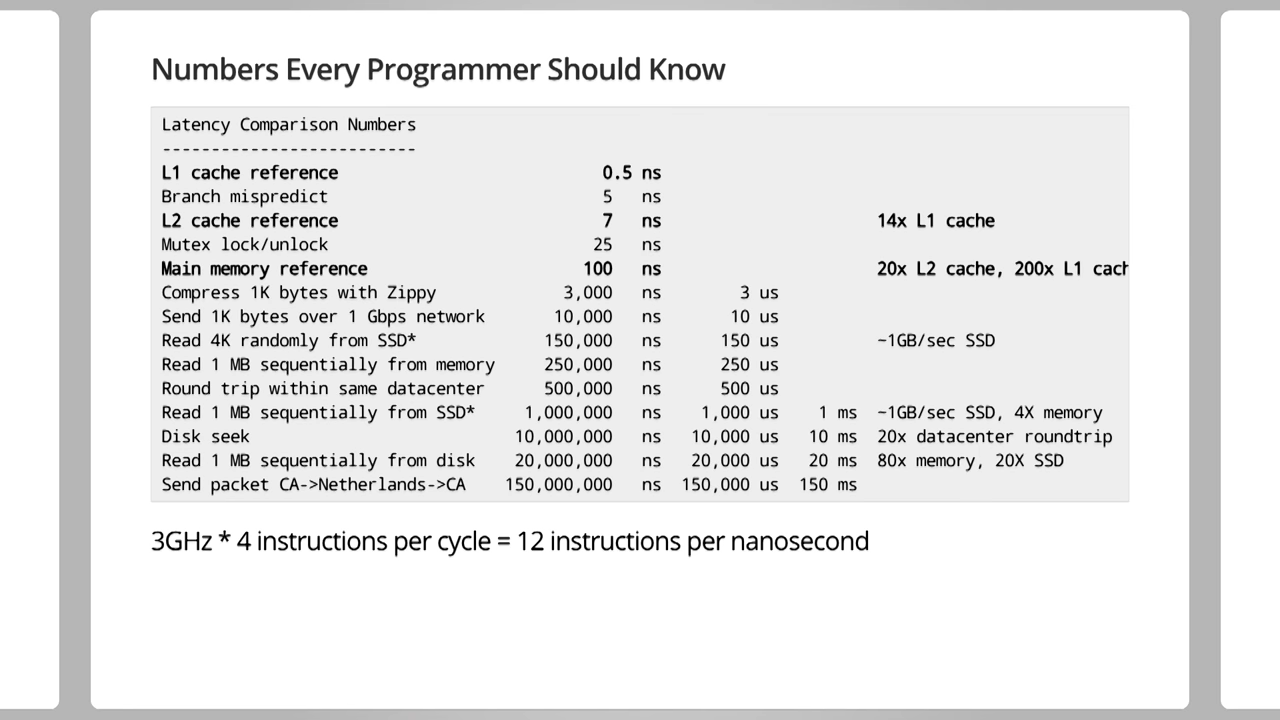 Numbers Every Programmer Should Know
Latency Comparison Numbers
--------------------------
L1 cache reference 0.5 ns
Branch mispredict 5 ns
L2 cache reference 7 ns 14x L1 cache
Mutex lock/unlock 25 ns
Main memory reference 100 ns 20x L2 cache, 200x L1 cach
Compress 1K bytes with Zippy 3,000 ns 3 us
Send 1K bytes over 1 Gbps network 10,000 ns 10 us
Read 4K randomly from SSD* 150,000 ns 150 us ~1GB/sec SSD
Read 1 MB sequentially from memory 250,000 ns 250 us
Round trip within same datacenter 500,000 ns 500 us
Read 1 MB sequentially from SSD* 1,000,000 ns 1,000 us 1 ms ~1GB/sec SSD, 4X memory
Disk seek 10,000,000 ns 10,000 us 10 ms 20x datacenter roundtrip
Read 1 MB sequentially from disk 20,000,000 ns 20,000 us 20 ms 80x memory, 20X SSD
Send packet CA->Netherlands->CA 150,000,000 ns 150,000 us 150 ms
3GHz * 4 instructions per cycle = 12 instructions per nanosecond